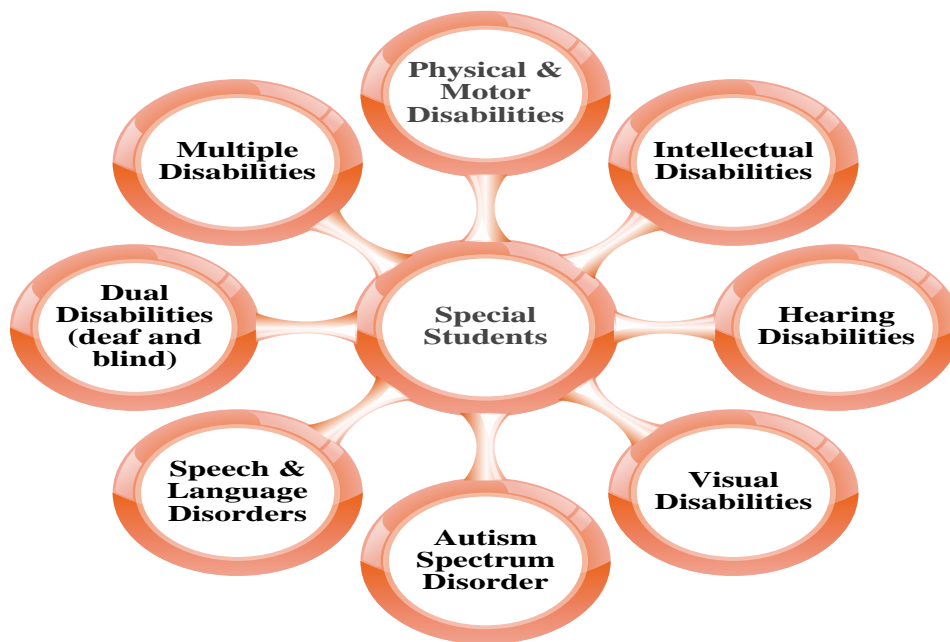 Physical &
Motor
Disabilities
Multiple
Disabilities
Intellectual
Disabilities
Dual
Disabilities
(deaf and
blind)
Special
Students
Hearing
Disabilities
Speech &
Language
Disorders
Visual
Disabilities
Autism
Spectrum
Disorder